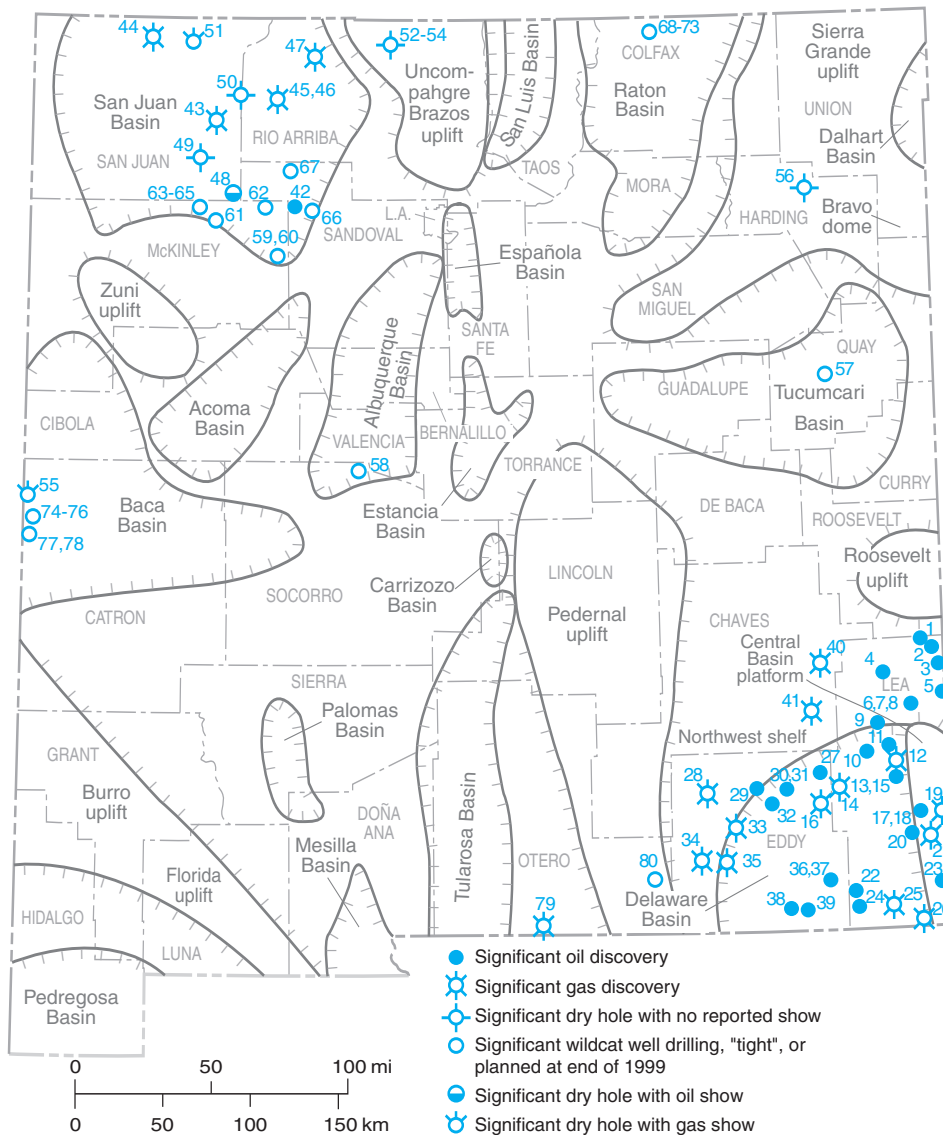 44
51
47
52-54
68-73
COLFAX
Sierra
Grande
uplift
UNION
San Luis Basin
Uncom-
pahgre
Brazos
uplift
Raton
Basin
50
45,46
San Juan
Basin
43
RIO ARRIBA
Dalhart
Basin
49
SAN JUAN
67
TAOS
56
48
63-65
62
42
MORA
L.A.
HARDING
Bravo
dome
61
66
SANDOVAL
McKINLEY
59,60
Española
Basin
Zuni
uplift
SAN
MIGUEL
Albuquerque
Basin
SANTA
FE
QUAY
57
GUADALUPE
Tucumcari
Basin
Acoma
Basin
CIBOLA
VALENCIA
BERNALILLO
58
TORRANCE
CURRY
55
Baca
Basin
74-76
77,78
Estancia
Basin
DE BACA
ROOSEVELT
Roosevelt
uplift
Carrizozo
Basin
LINCOLN
SOCORRO
CATRON
Pedernal
uplift
CHAVES
Central
Basin
platform
1
2
3
40
4
LEA
5
SIERRA
41
6,7,8
9
Palomas
Basin
Northwest shelf
11
10
12
GRANT
Burro
uplift
27
28
30,31
29
13,15
14
32
16
19
17,18
DOÑA
ANA
Tularosa Basin
33
EDDY
20
Mesilla
Basin
34
35
OTERO
80
36,37
22
23
Florida
uplift
Delaware
Basin
38
39
24
25
HIDALGO
79
LUNA
Pedregosa
Basin
Significant oil discovery
Significant gas discovery
Significant dry hole with no reported show
Significant wildcat well drilling, "tight", or
planned at end of 1999
Significant dry hole with oil show
Significant dry hole with gas show
0 50 100 mi
0 50 100 150 km